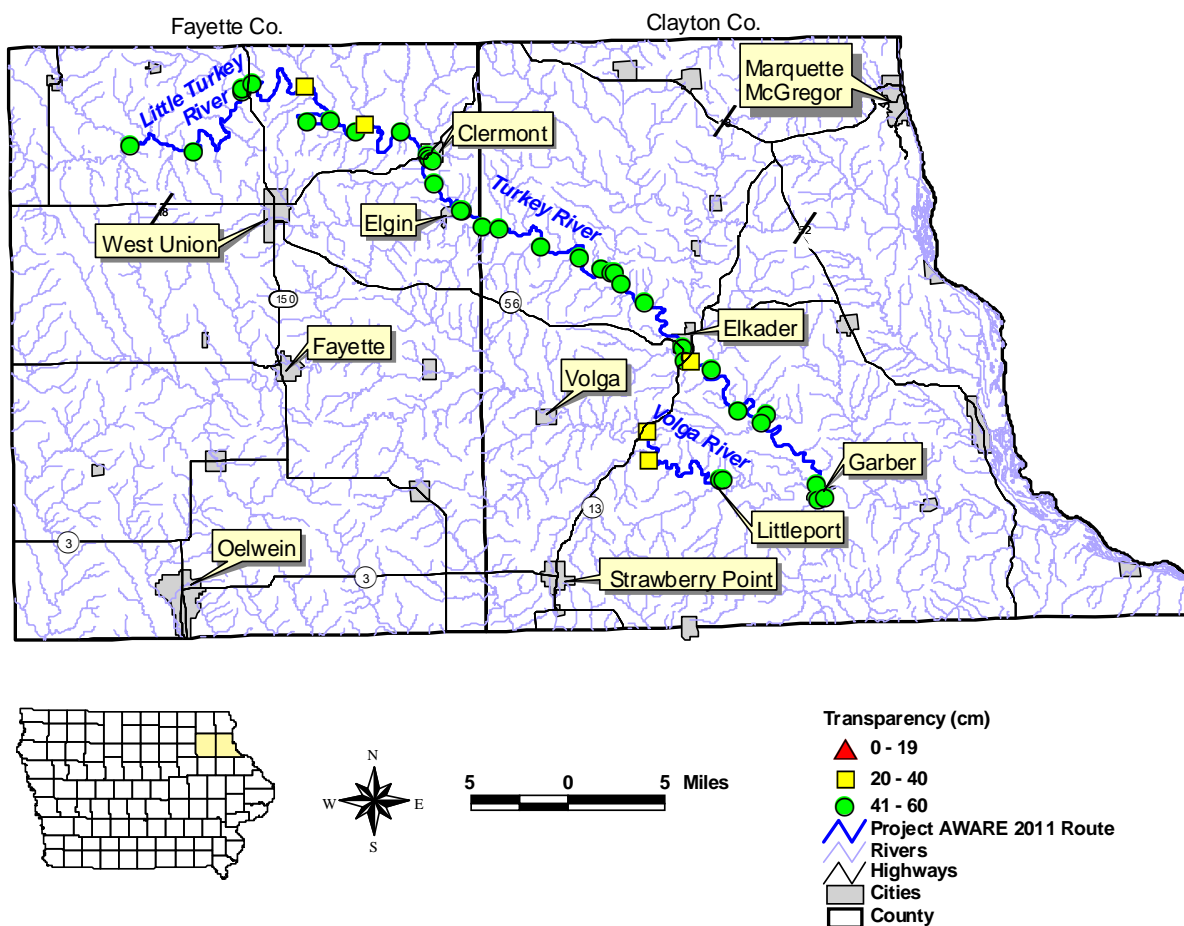 Fayette Co.
Clayton Co.
Little Turkey
River
Marquette
McGregor
Clermont
Turkey River
Elgin
West Union
150
56
Elkader
Fayette
Volga
Volga River
Garber
13
Littleport
3
Oelwein
3
Strawberry Point
N
W
E
S
5
0
5
Miles
Transparency (cm)
0 - 19
20 - 40
41 - 60
Project AWARE 2011 Route
Rivers
Highways
Cities
County